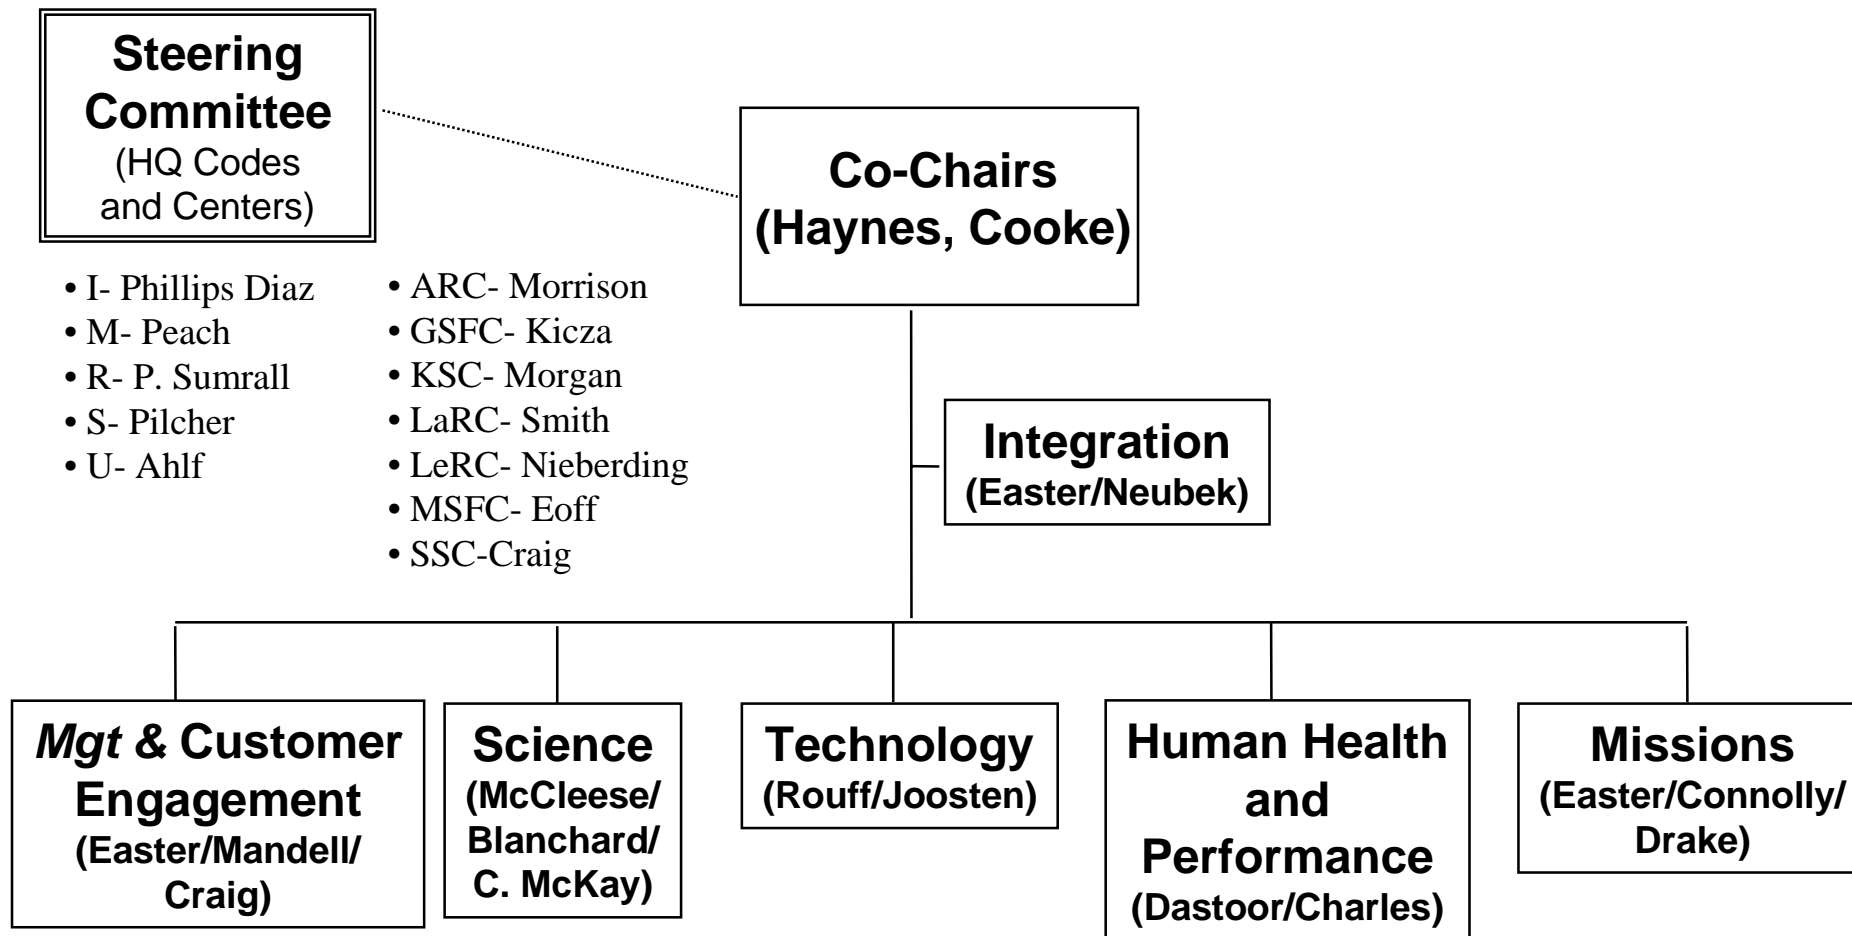 Steering
Committee
(HQ Codes
and Centers)
Co-Chairs
(Haynes, Cooke)
• I- Phillips Diaz
• M- Peach
• R- P. Sumrall
• S- Pilcher
• U- Ahlf
• ARC- Morrison
• GSFC- Kicza
• KSC- Morgan
• LaRC- Smith
• LeRC- Nieberding
• MSFC- Eoff
• SSC-Craig
Integration
(Easter/Neubek)
Mgt & Customer
Engagement
(Easter/Mandell/
Craig)
Science
(McCleese/
Blanchard/
C. McKay)
Technology
(Rouff/Joosten)
Human Health
and
Performance
(Dastoor/Charles)
Missions
(Easter/Connolly/
Drake)